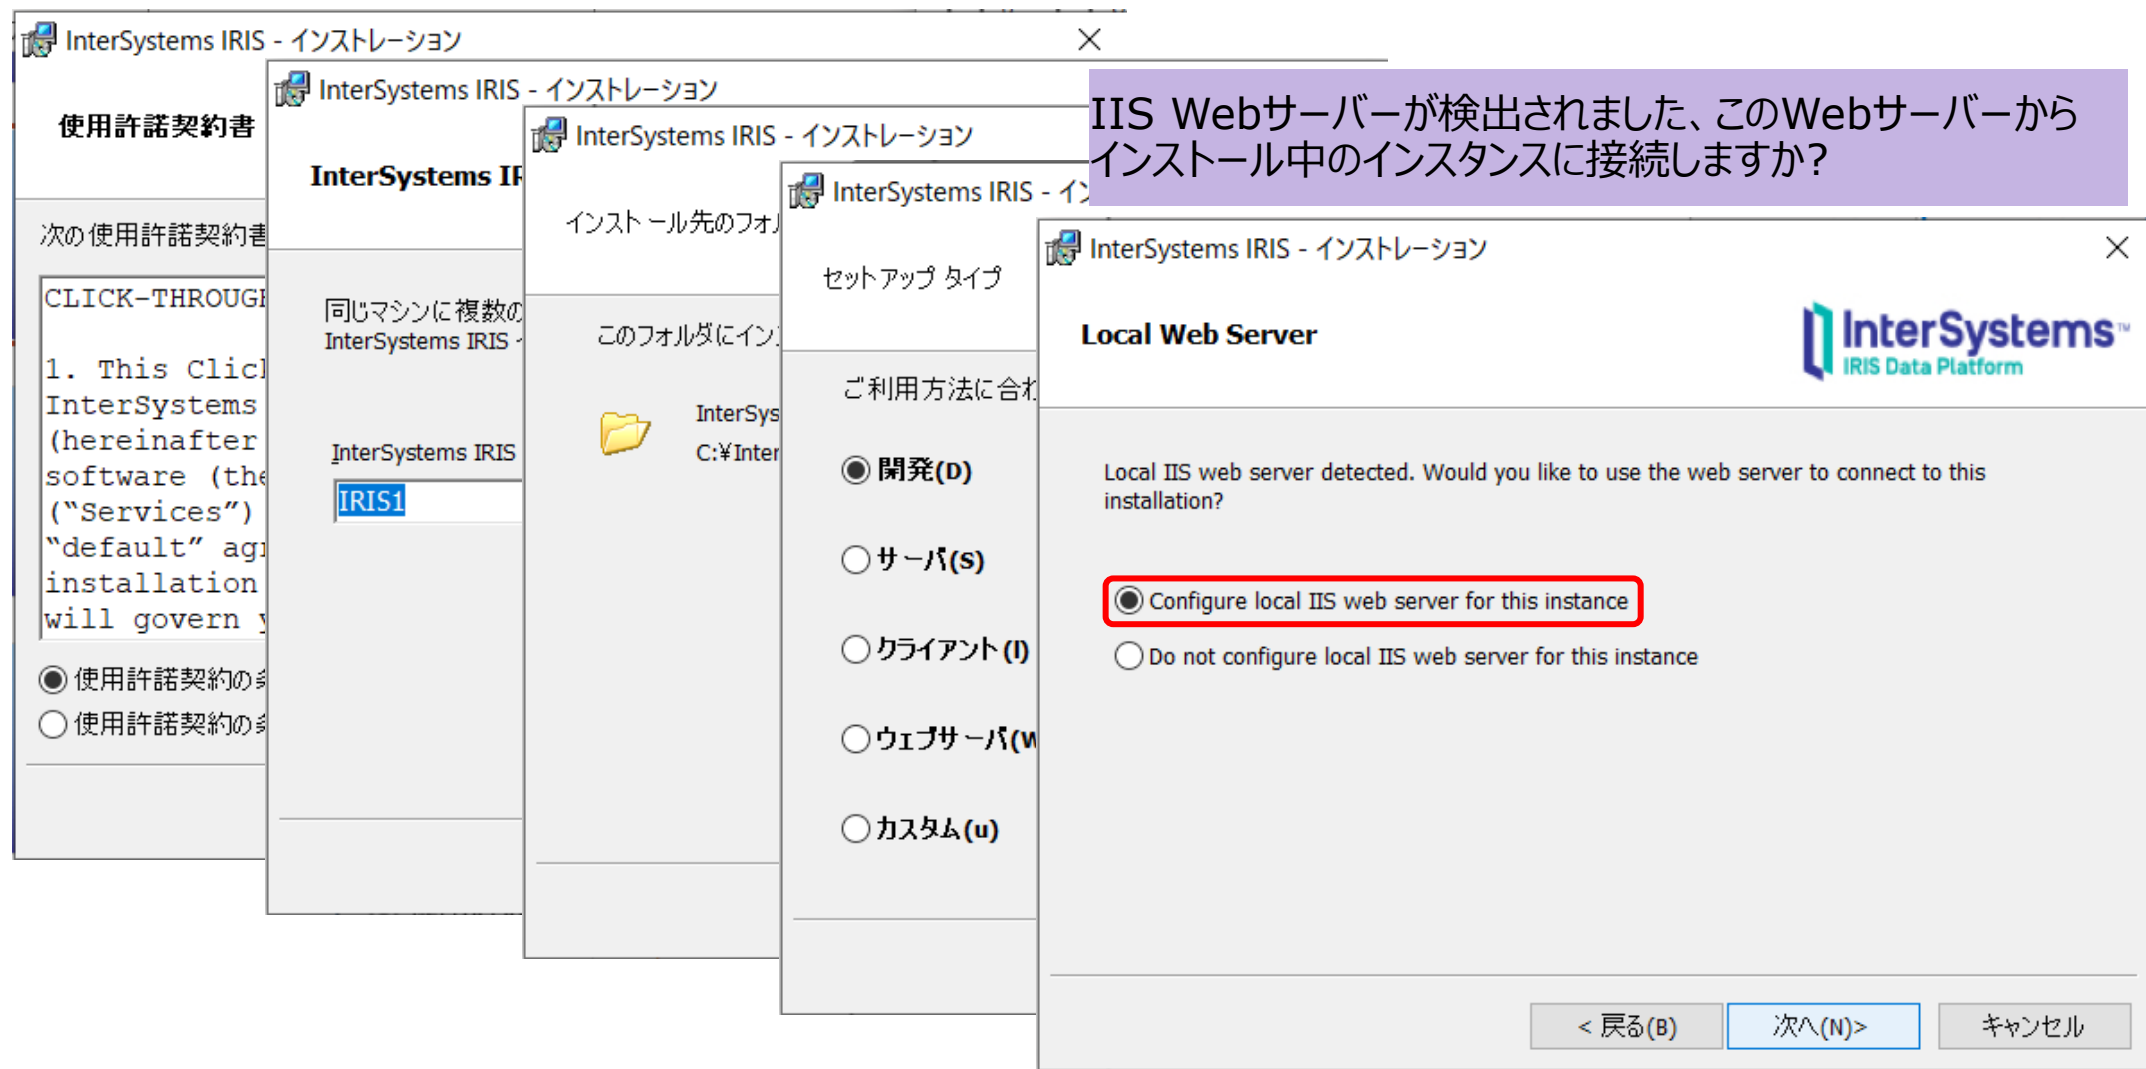 InterSystems IRIS - インストレーション
使用許諾契約書
次の使用許諾契約書
CLICK-THROUGH
1. This Clic
InterSystems
(hereinafter
software (the
("Services")
"default" ag
installation
will govern
使用許諾契約の
使用許諾契約の
InterSystems IRIS - インストレーション
InterSystems IR
同じマシンに複数の
InterSystems IRIS
InterSystems IRIS
IRIS1
InterSystems IRIS - インストレーション
インストール先のフォル
このフォルダにイン
InterSys
C:¥Inter
InterSystems IRIS - イン
セットアップ タイプ
ご利用方法に合わ
開発(D)
サーバ(S)
クライアント(I)
ウェブサーバ(W
カスタム(u)
IIS Webサーバーが検出されました、このWebサーバーから
インストール中のインスタンスに接続しますか?
InterSystems IRIS - インストレーション
Local Web Server
InterSystems™
IRIS Data Platform
Local IIS web server detected. Would you like to use the web server to connect to this
installation?
Configure local IIS web server for this instance
Do not configure local IIS web server for this instance
< 戻る(B)
次へ(N)>
キャンセル